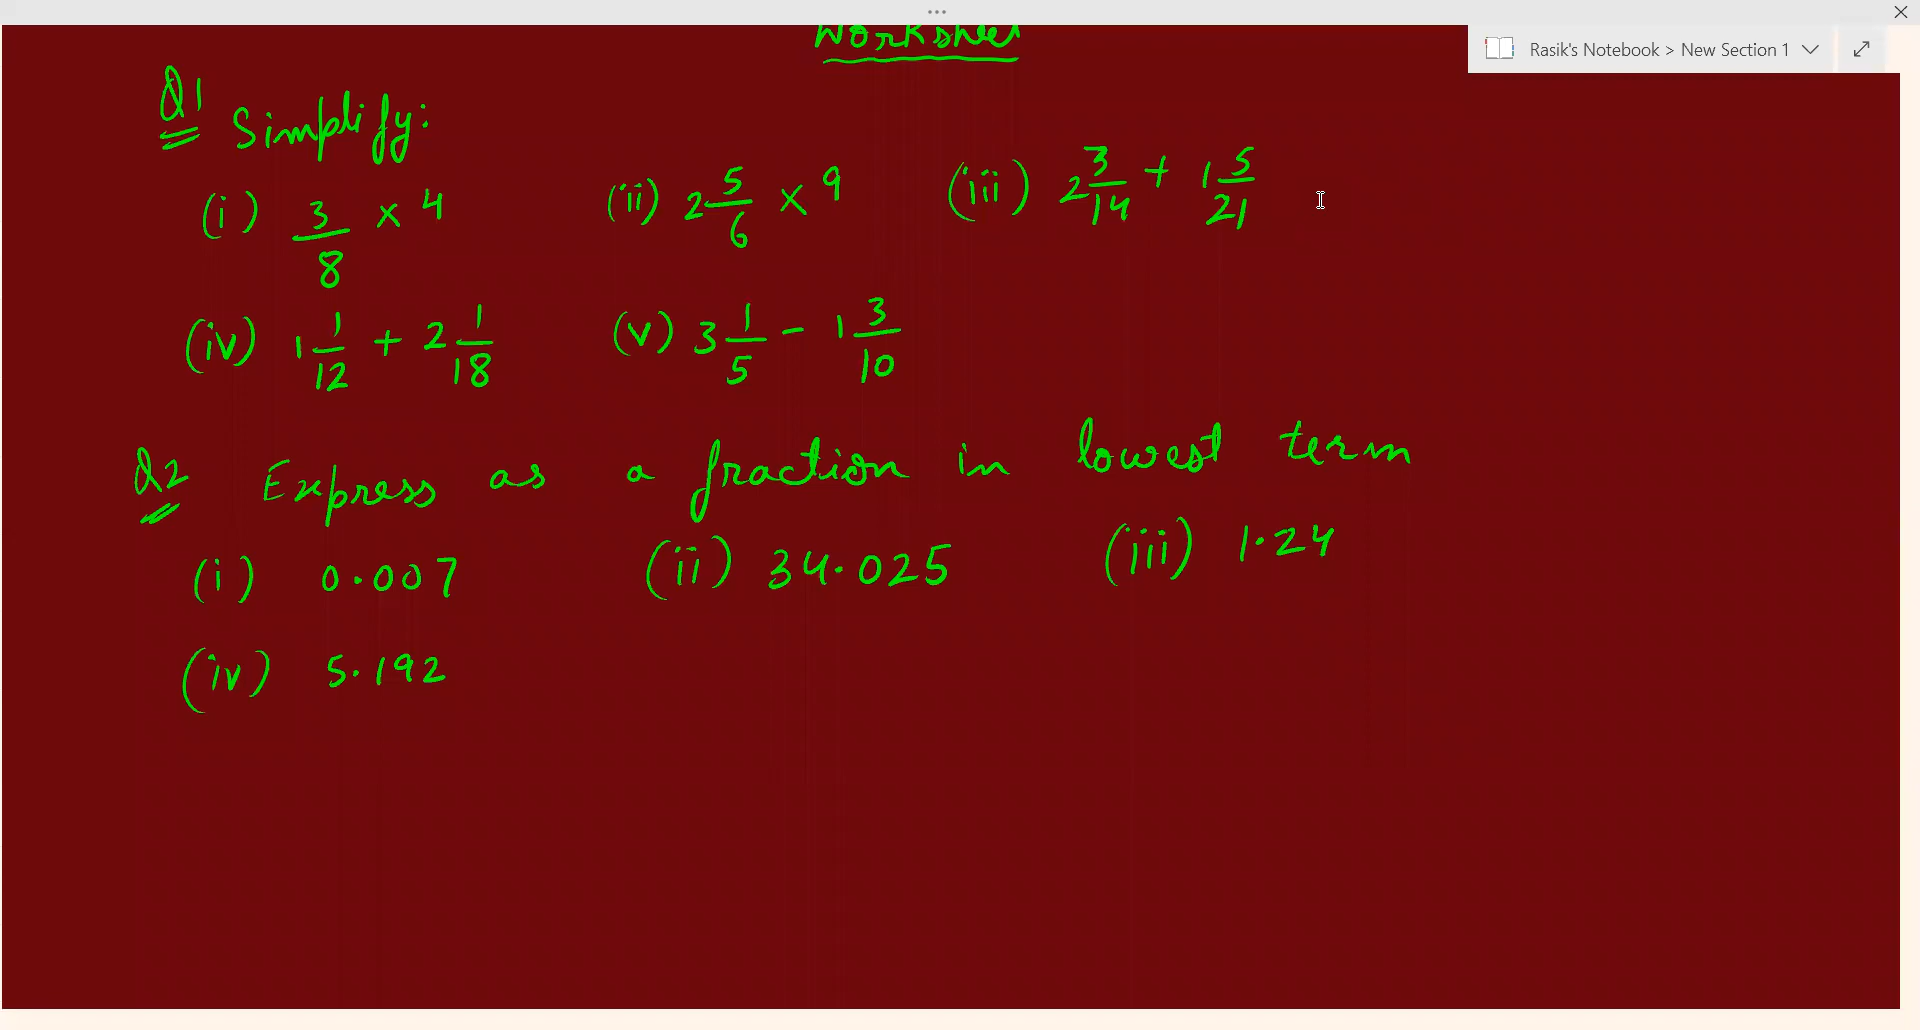 Worksheet
Rasik's Notebook > New Section 1
Q1 Simplify:
(i) 3/8 × 4 (ii) 2 5/6 × 9 (iii) 2 3/14 + 1 5/21
(iv) 1 1/12 + 2 1/18 (v) 3 1/5 - 1 3/10
Q2 Express as a fraction in lowest term
(i) 0.007 (ii) 34.025 (iii) 1.24
(iv) 5.192